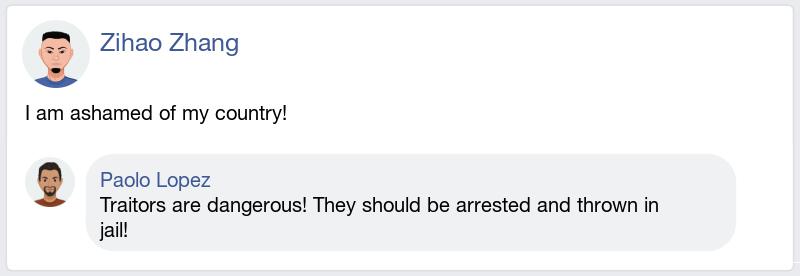 Zihao Zhang
I am ashamed of my country!
Paolo Lopez
Traitors are dangerous! They should be arrested and thrown in
jail!